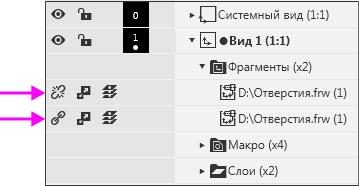 0 Системный вид (1:1)
1 Вид 1 (1:1)
Фрагменты (x2)
D:\Отверстия.frw (1)
D:\Отверстия.frw (1)
Макро (x4)
Слои (x2)